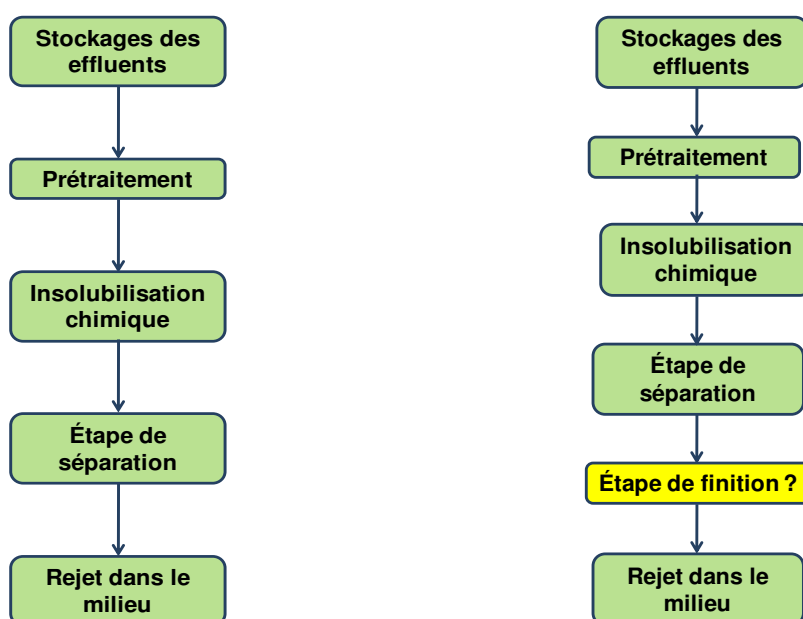 Stockages des
effluents
Prétraitement
Insolubilisation
chimique
Étape de
séparation
Rejet dans le
milieu
Stockages des
effluents
Prétraitement
Insolubilisation
chimique
Étape de
séparation
Étape de finition ?
Rejet dans le
milieu